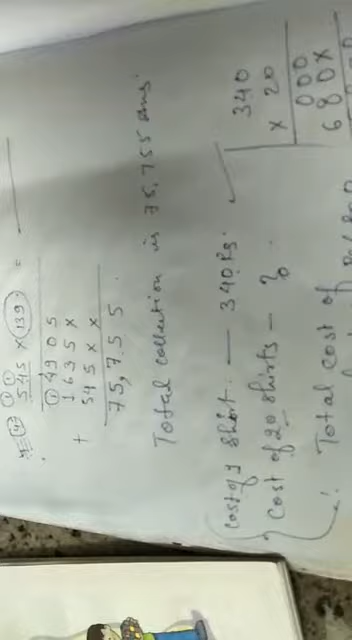 545 × 139 =
4905
1635×
+ 545××
75,755.
Total collection is 75,755 ans.
Cost of 1 shirt. — 340 Rs.
Cost of 20 shirts — ?
340
× 20
000
680×
∴ Total cost of